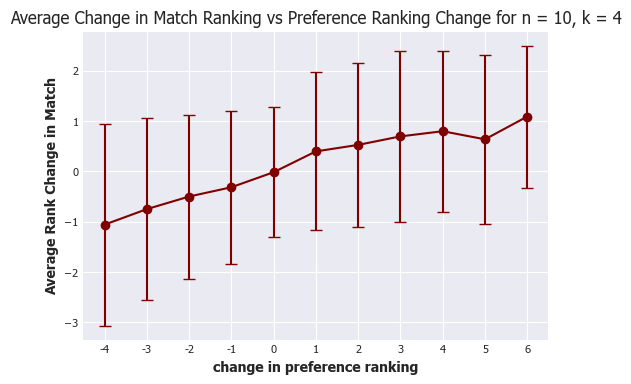 Average Change in Match Ranking vs Preference Ranking Change for n = 10, k = 4
Average Rank Change in Match
2
1
0
−1
−2
−3
-4 -3 -2 -1 0 1 2 3 4 5 6
change in preference ranking